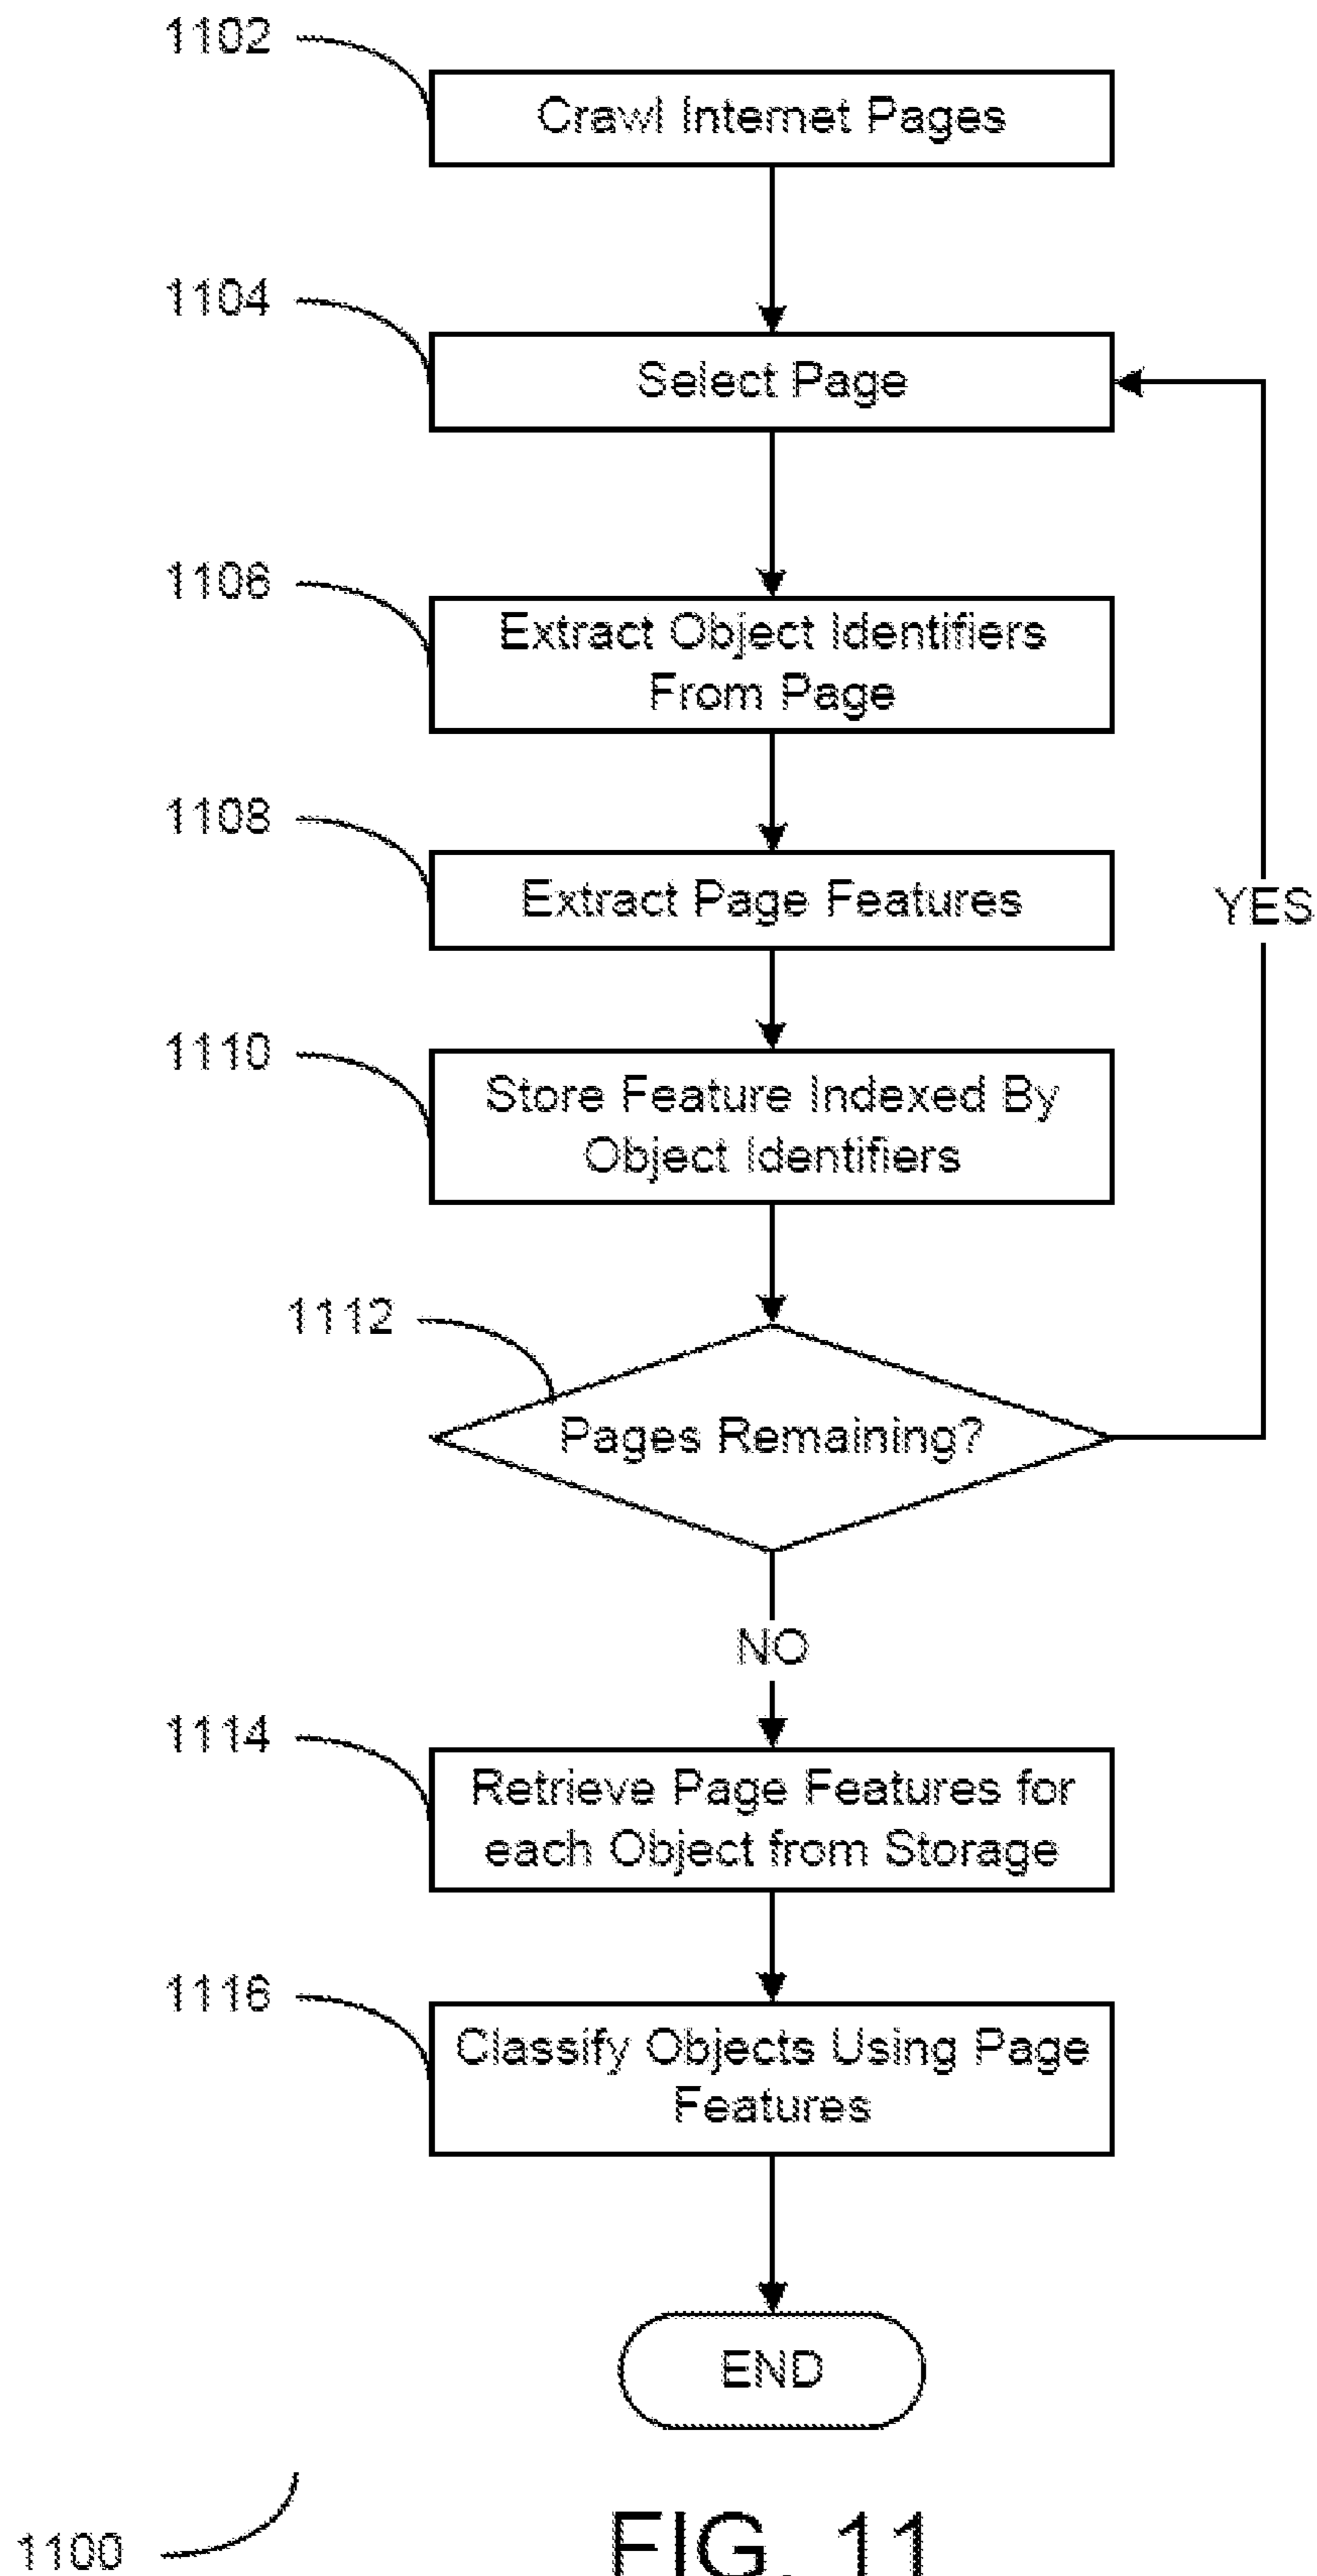 1102
Crawl Internet Pages
1104
Select Page
1106
Extract Object Identifiers
From Page
1108
Extract Page Features
YES
1110
Store Feature Indexed By
Object Identifiers
1112
Pages Remaining?
NO
1114
Retrieve Page Features for
each Object from Storage
1116
Classify Objects Using Page
Features
END
1100
FIG. 11